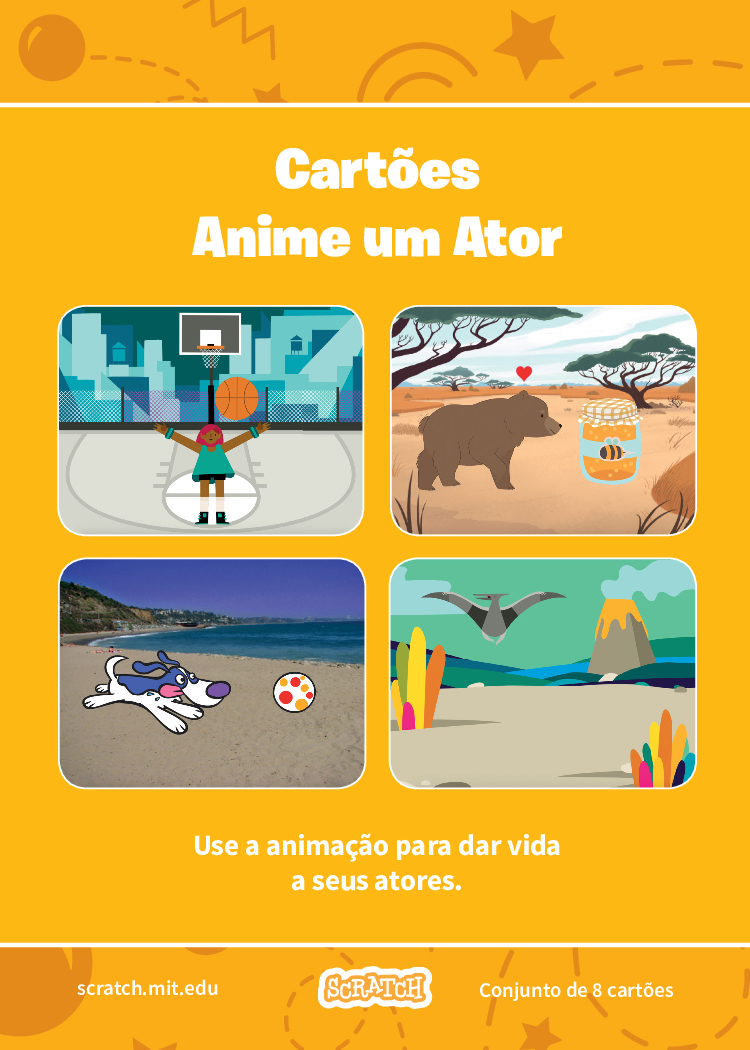 Cartões
Anime um Ator
Use a animação para dar vida
a seus atores.
scratch.mit.edu
SCRATCH
Conjunto de 8 cartões